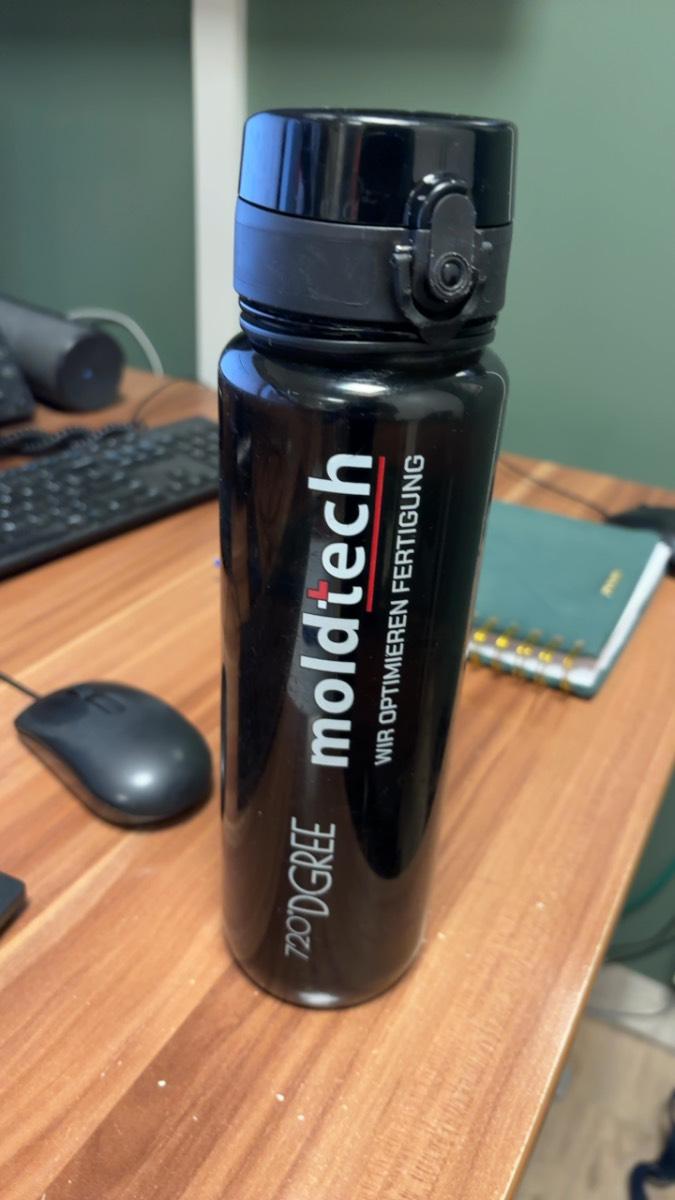 moldtech
WIR OPTIMIEREN FERTIGUNG
720°DGREE